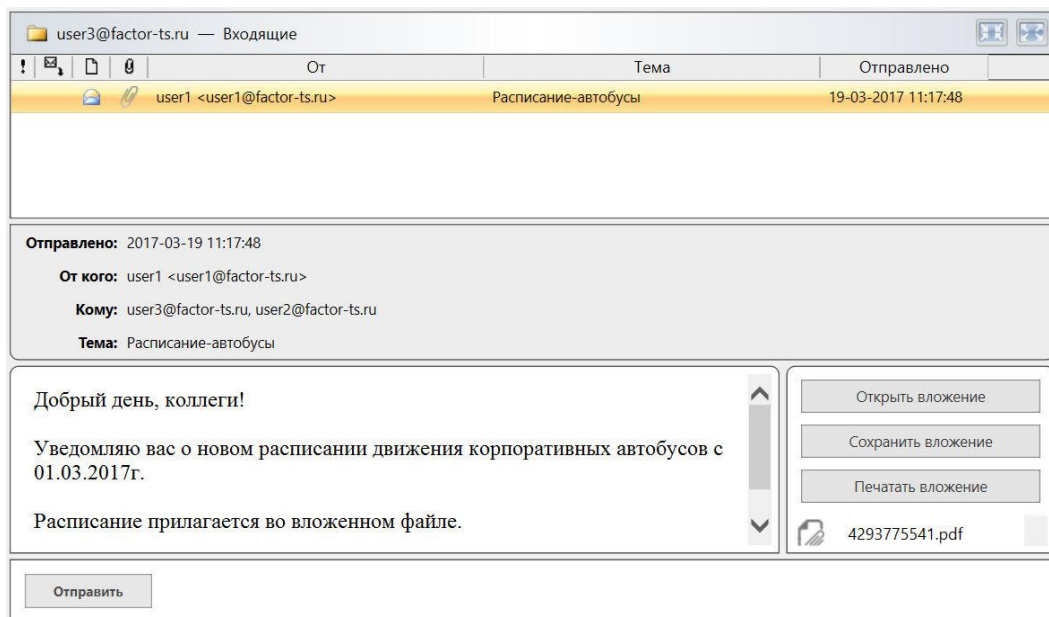 user3@factor-ts.ru — Входящие
! От Тема Отправлено
user1 <user1@factor-ts.ru> Расписание-автобусы 19-03-2017 11:17:48
Отправлено: 2017-03-19 11:17:48
От кого: user1 <user1@factor-ts.ru>
Кому: user3@factor-ts.ru, user2@factor-ts.ru
Тема: Расписание-автобусы
Добрый день, коллеги!
Уведомляю вас о новом расписании движения корпоративных автобусов с
01.03.2017г.
Расписание прилагается во вложенном файле.
Открыть вложение
Сохранить вложение
Печатать вложение
4293775541.pdf
Отправить